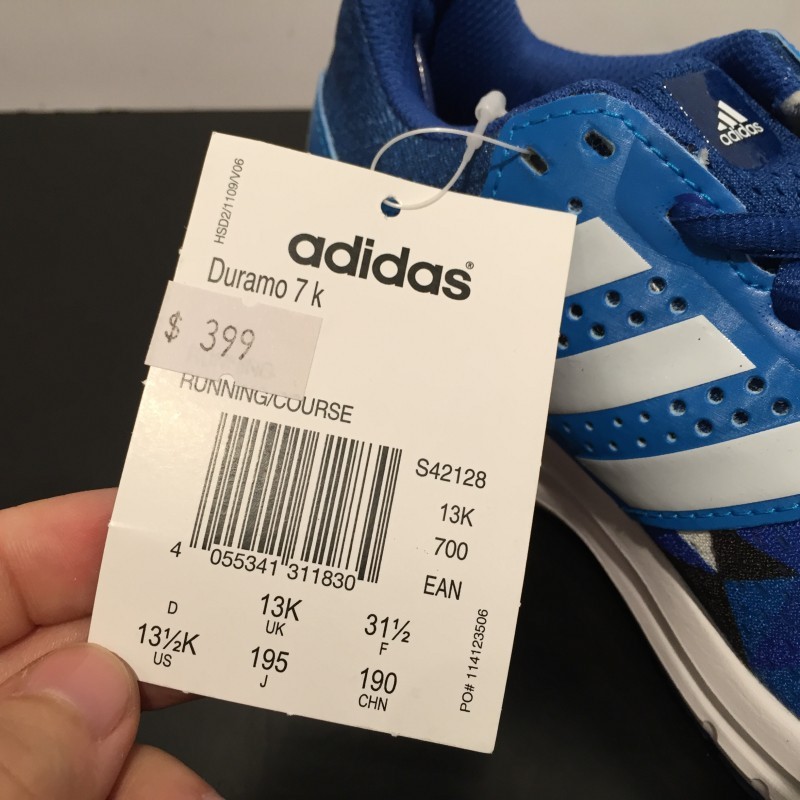 HSD2/1109/V06
adidas®
Duramo 7 k
$ 399
RUNNING/COURSE
S42128
13K
700
EAN
4 055341 311830
D
13½K
US
13K
UK
195
J
31½
F
190
CHN
PO# 114123506
adidas